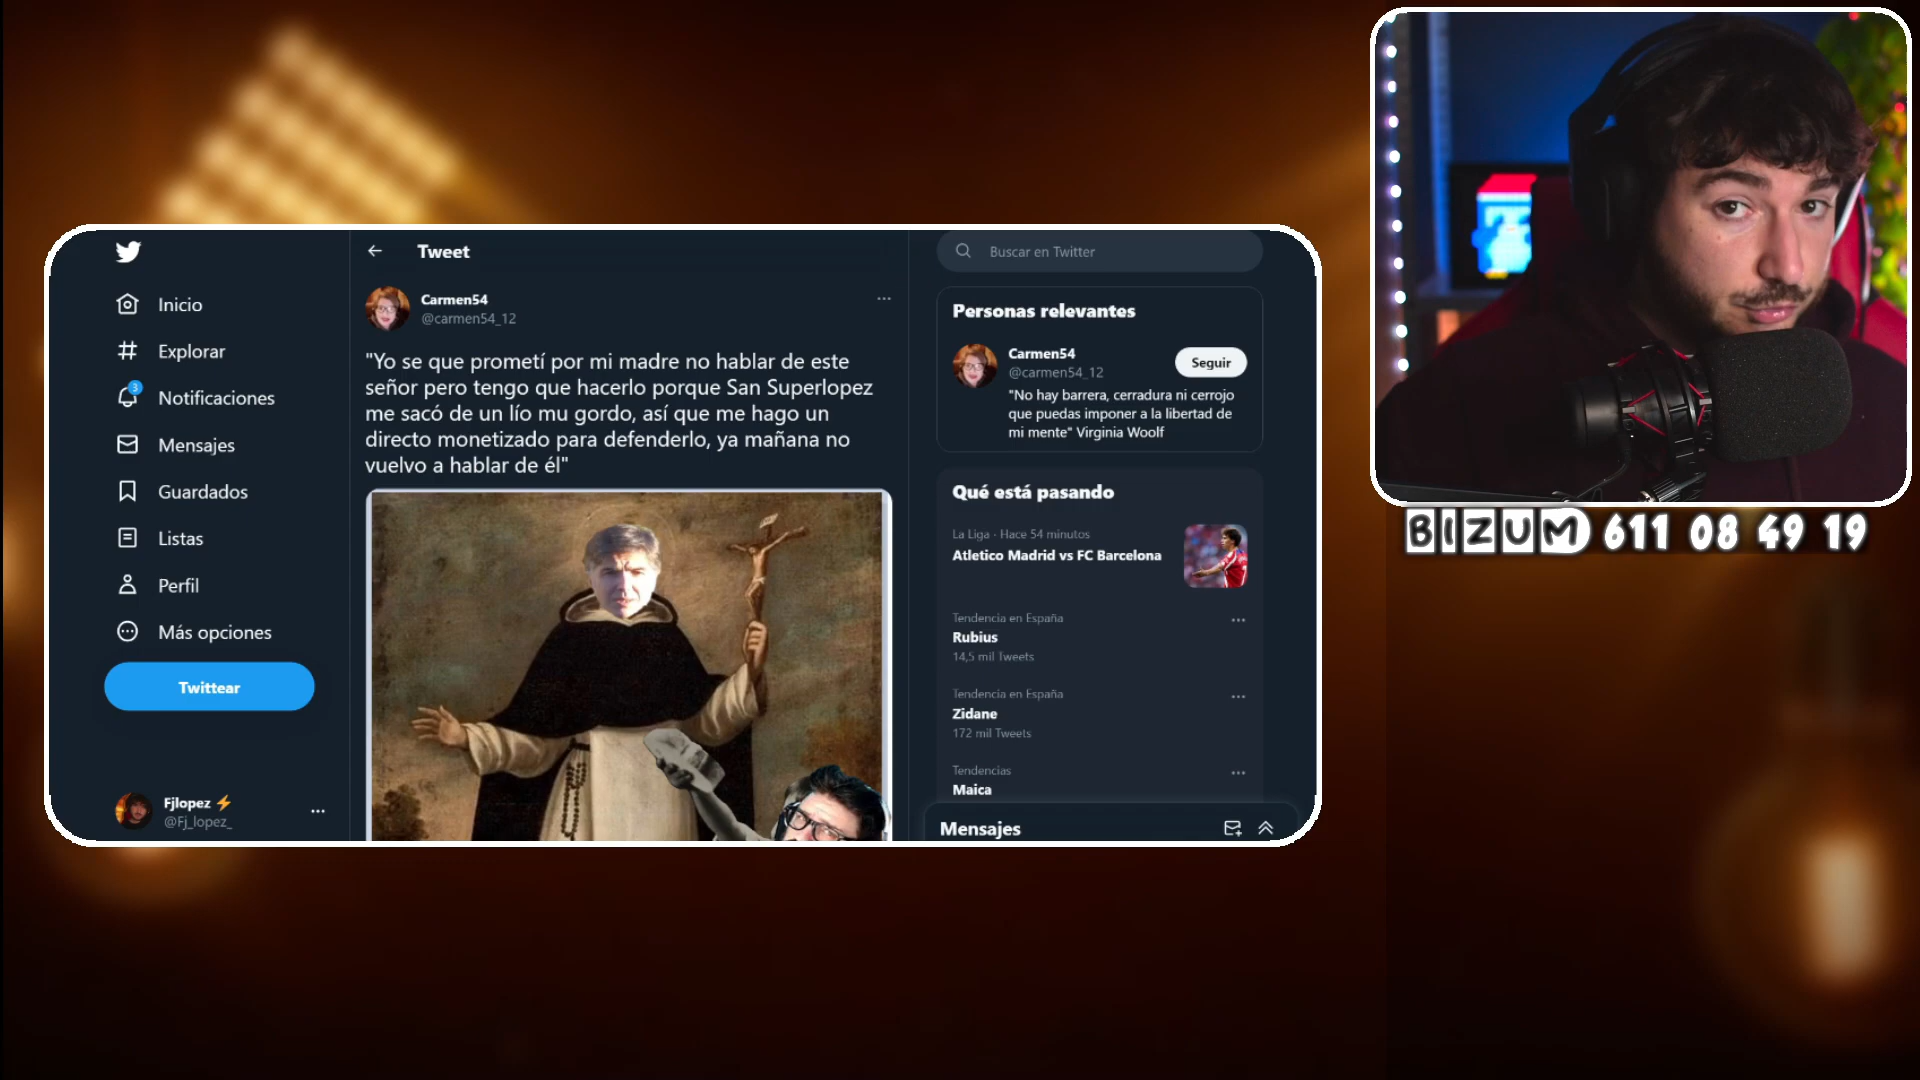 Inicio
Explorar
3
Notificaciones
Mensajes
Guardados
Listas
Perfil
Más opciones
Twittear
Fjlopez⚡
@Fj_lopez_
Tweet
Carmen54
@carmen54_12
"Yo se que prometí por mi madre no hablar de este
señor pero tengo que hacerlo porque San Superlopez
me sacó de un lío mu gordo, así que me hago un
directo monetizado para defenderlo, ya mañana no
vuelvo a hablar de él"
Buscar en Twitter
Personas relevantes
Carmen54
@carmen54_12
Seguir
"No hay barrera, cerradura ni cerrojo
que puedas imponer a la libertad de
mi mente" Virginia Woolf
Qué está pasando
La Liga · Hace 54 minutos
Atletico Madrid vs FC Barcelona
Tendencia en España
Rubius
14,5 mil Tweets
Tendencia en España
Zidane
172 mil Tweets
Tendencias
Maica
Mensajes
BIZUM 611 08 49 19